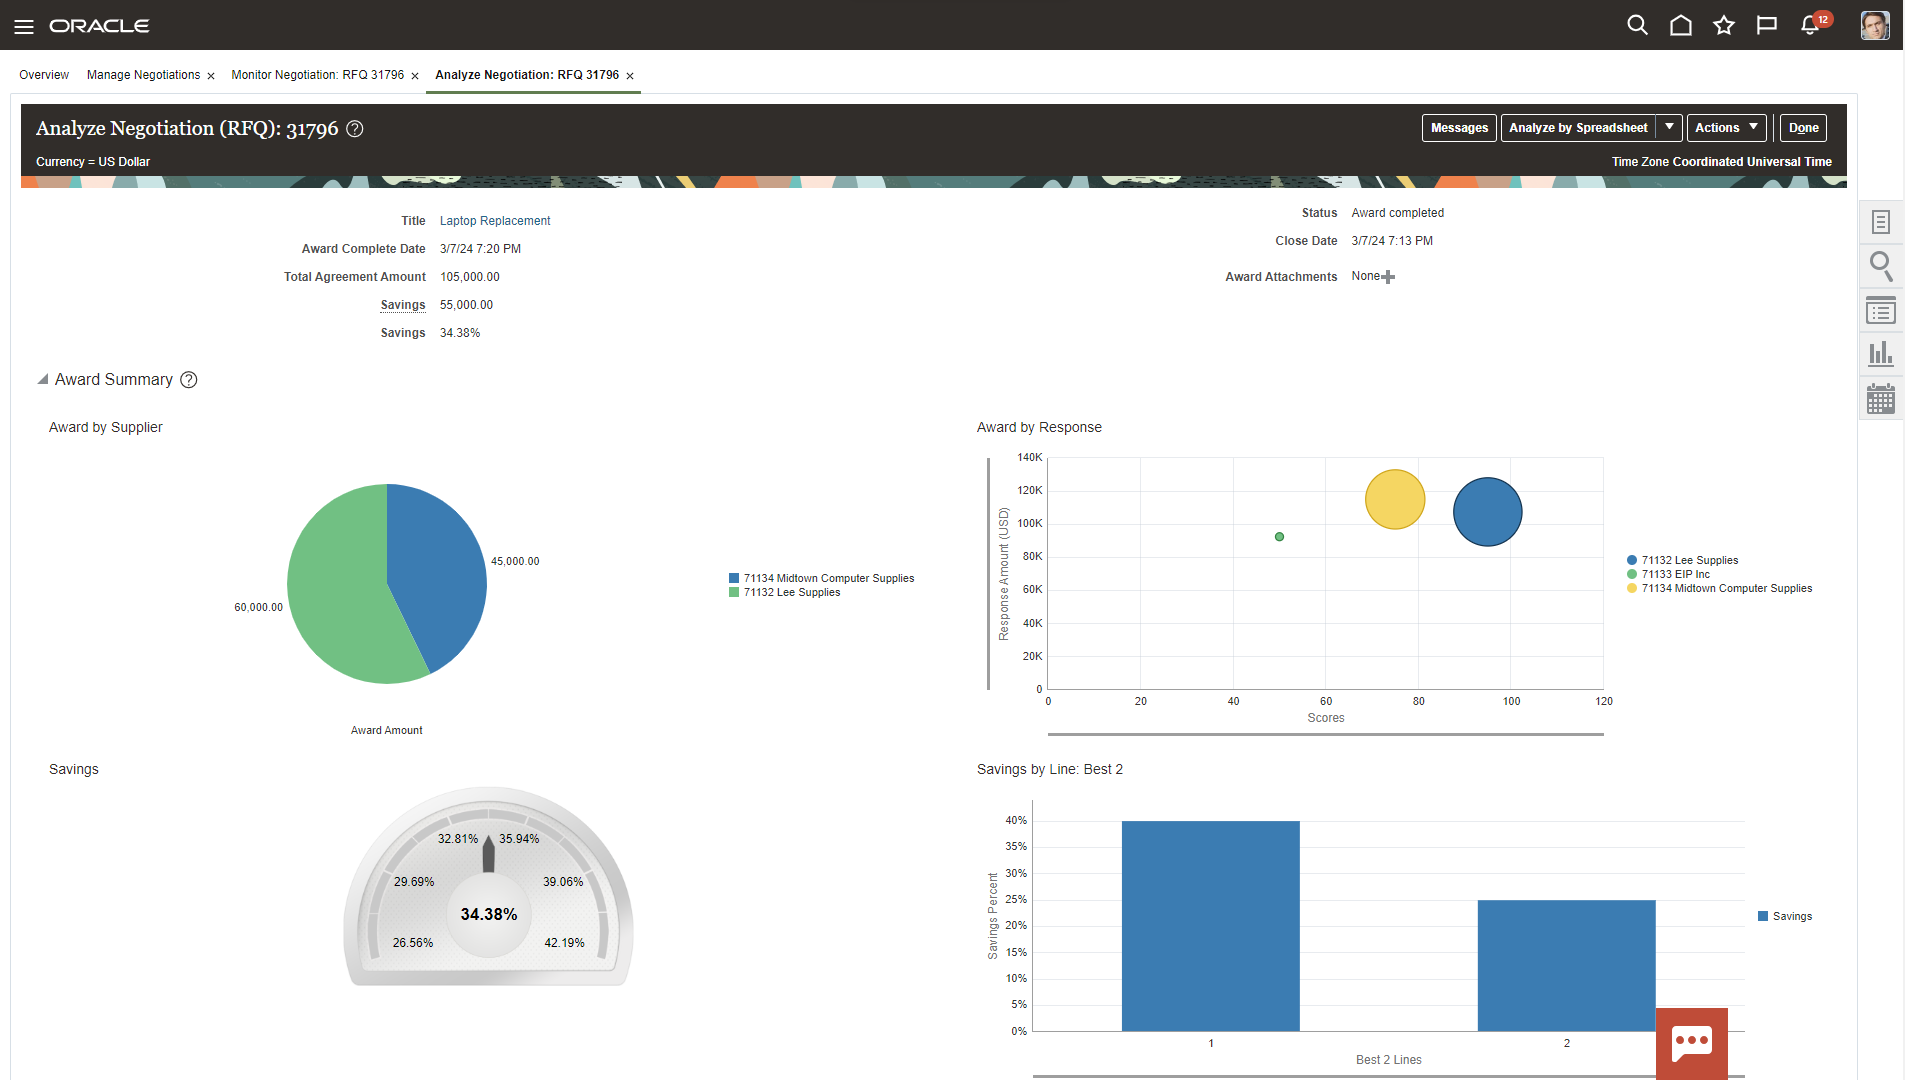 ORACLE
12
Overview
Manage Negotiations ×
Monitor Negotiation: RFQ 31796 ×
Analyze Negotiation: RFQ 31796 ×
Analyze Negotiation (RFQ): 31796 ?
Messages
Analyze by Spreadsheet
Actions
Done
Currency = US Dollar
Time Zone Coordinated Universal Time
Title Laptop Replacement
Award Complete Date 3/7/24 7:20 PM
Total Agreement Amount 105,000.00
Savings 55,000.00
Savings 34.38%
Status Award completed
Close Date 3/7/24 7:13 PM
Award Attachments None
Award Summary ?
Award by Supplier
45,000.00
60,000.00
71134 Midtown Computer Supplies
71132 Lee Supplies
Award Amount
Award by Response
140K
120K
100K
80K
60K
40K
20K
0
Response Amount (USD)
0 20 40 60 80 100 120
Scores
71132 Lee Supplies
71133 EIP Inc
71134 Midtown Computer Supplies
Savings
32.81% 35.94%
29.69% 39.06%
34.38%
26.56% 42.19%
Savings by Line: Best 2
40%
35%
30%
25%
20%
15%
10%
5%
0%
Savings Percent
1 2
Best 2 Lines
Savings